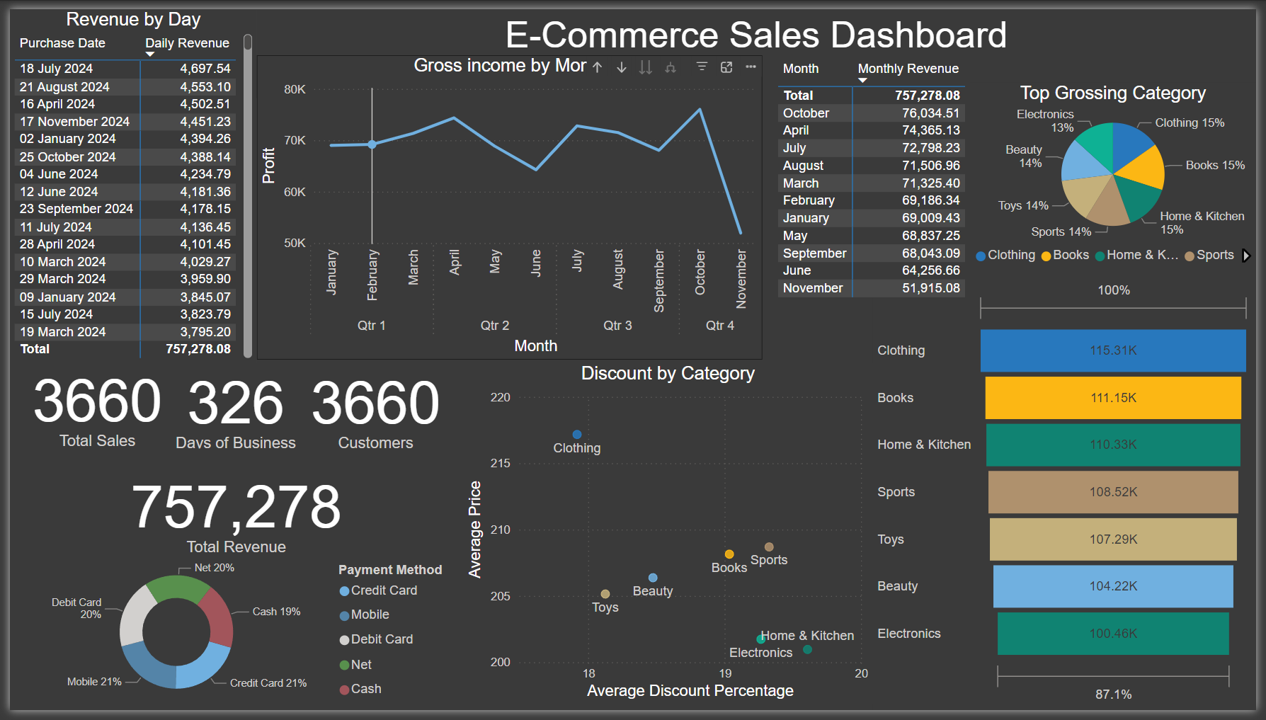 Revenue by Day
Purchase Date Daily Revenue
18 July 2024 4,697.54
21 August 2024 4,553.10
16 April 2024 4,502.51
17 November 2024 4,451.23
02 January 2024 4,394.26
25 October 2024 4,388.14
04 June 2024 4,234.79
12 June 2024 4,181.36
23 September 2024 4,178.15
11 July 2024 4,136.45
28 April 2024 4,101.45
10 March 2024 4,029.27
29 March 2024 3,959.90
09 January 2024 3,845.07
15 July 2024 3,823.79
19 March 2024 3,795.20
Total 757,278.08
E-Commerce Sales Dashboard
Gross income by Mor
Profit
80K
70K
60K
50K
January
February
March
April
May
June
July
August
September
October
November
Qtr 1 Qtr 2 Qtr 3 Qtr 4
Month
Month Monthly Revenue
Total 757,278.08
October 76,034.51
April 74,365.13
July 72,798.23
August 71,506.96
March 71,325.40
February 69,186.34
January 69,009.43
May 68,837.25
September 68,043.09
June 64,256.66
November 51,915.08
Top Grossing Category
Electronics
13%
Clothing 15%
Beauty
14%
Books 15%
Toys 14%
Home & Kitchen
15%
Sports 14%
Clothing Books Home & K... Sports
3660
Total Sales
326
Days of Business
3660
Customers
757,278
Total Revenue
Net 20%
Debit Card
20%
Cash 19%
Mobile 21%
Credit Card 21%
Payment Method
Credit Card
Mobile
Debit Card
Net
Cash
Discount by Category
Average Price
220
215
210
205
200
Clothing
Books
Sports
Beauty
Toys
Home & Kitchen
Electronics
18 19 20
Average Discount Percentage
100%
Clothing 115.31K
Books 111.15K
Home & Kitchen 110.33K
Sports 108.52K
Toys 107.29K
Beauty 104.22K
Electronics 100.46K
87.1%